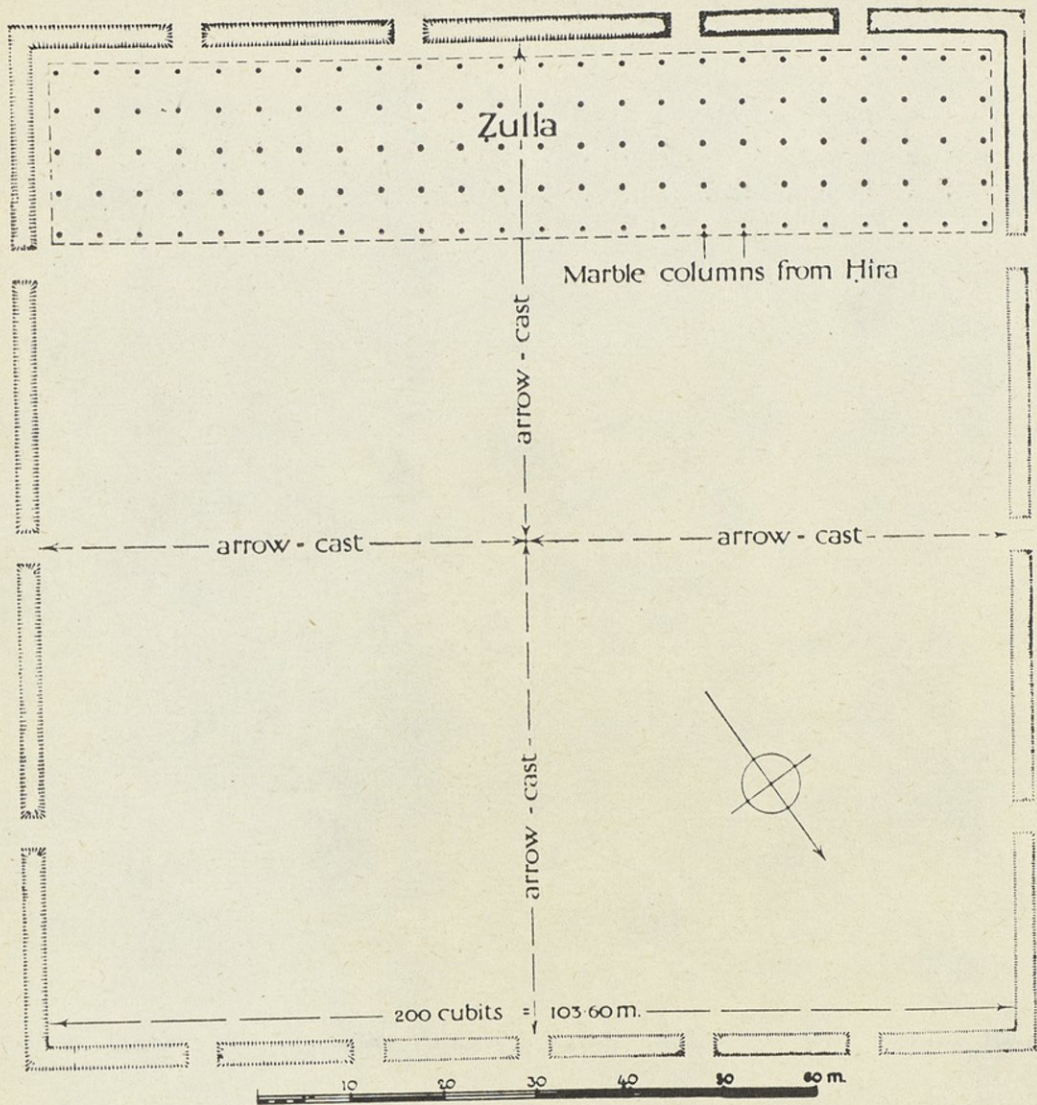 Ẓulla
Marble columns from Ḥira
arrow - cast
arrow - cast
arrow - cast
arrow - cast
200 cubits = 103·60 m.
10 20 30 40 50 60 m.